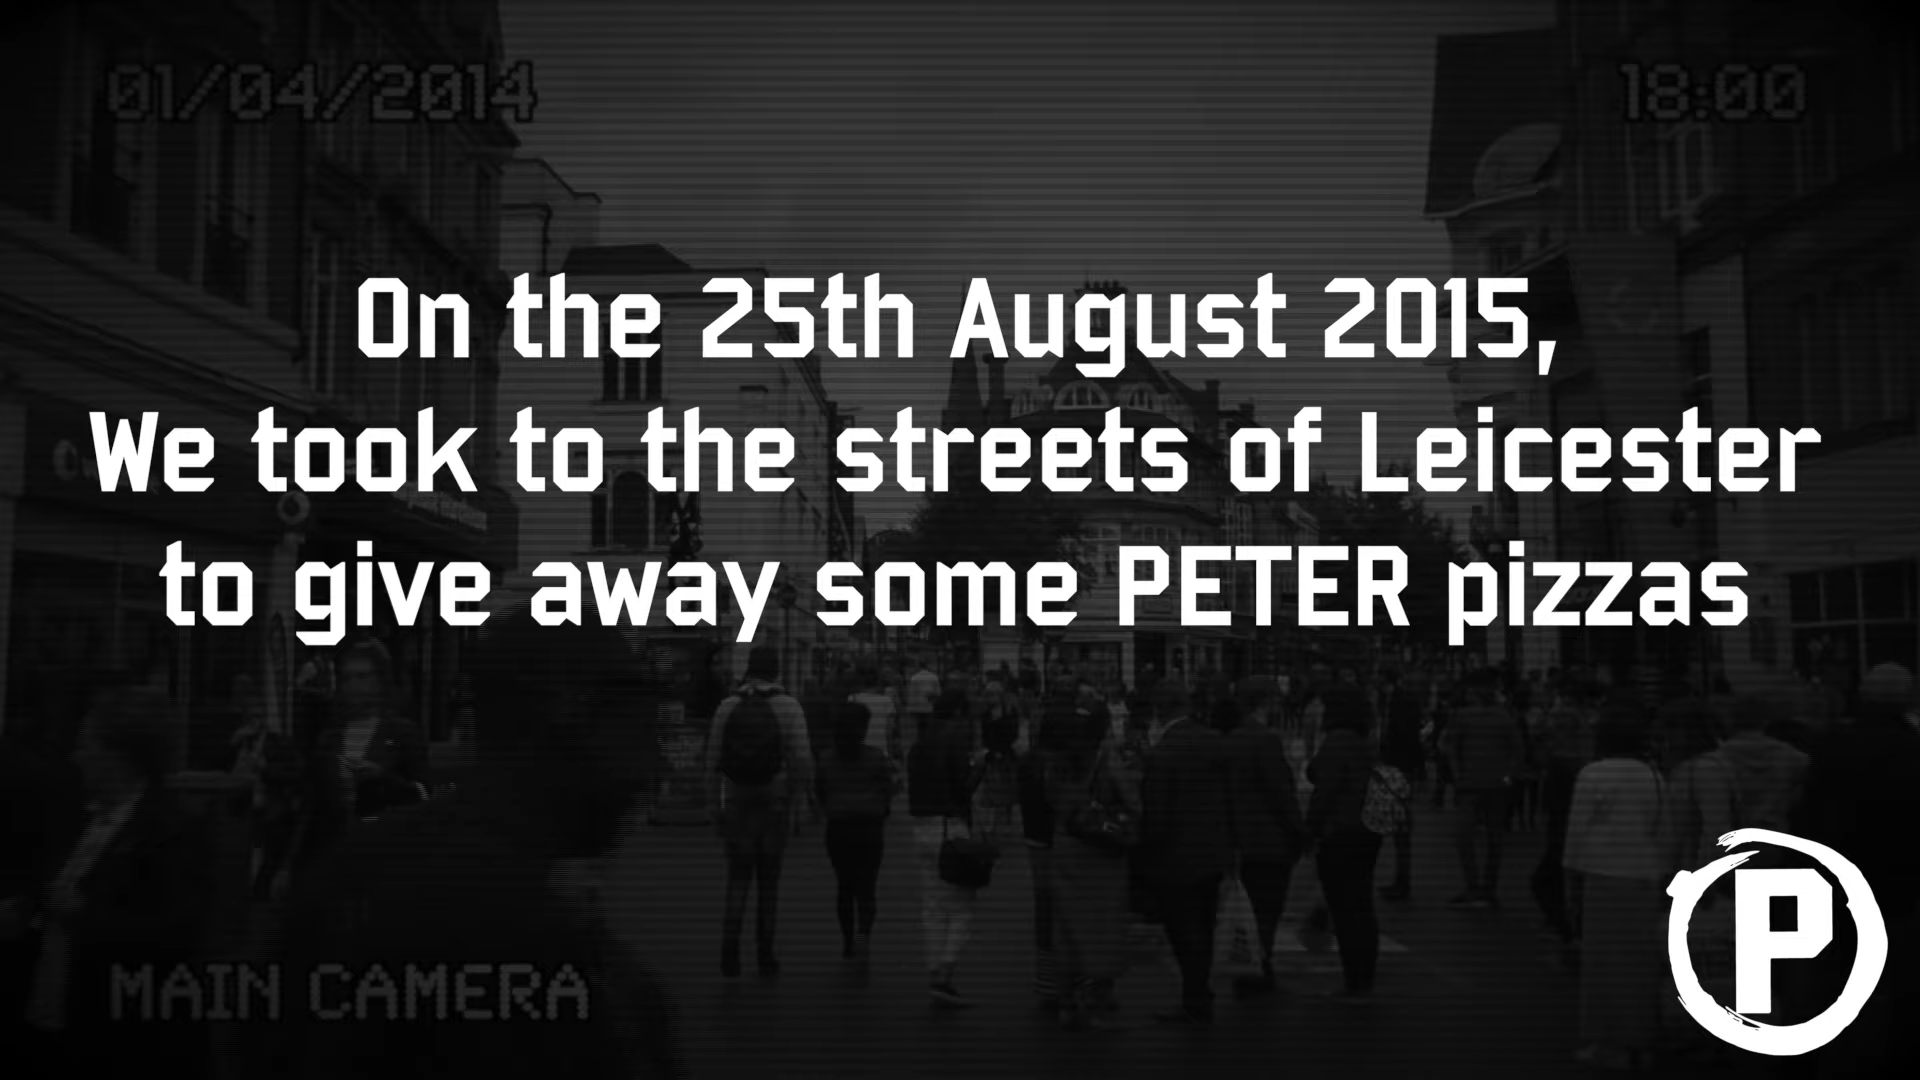 01/04/2014
18:00
On the 25th August 2015,
We took to the streets of Leicester
to give away some PETER pizzas
P
MAIN CAMERA